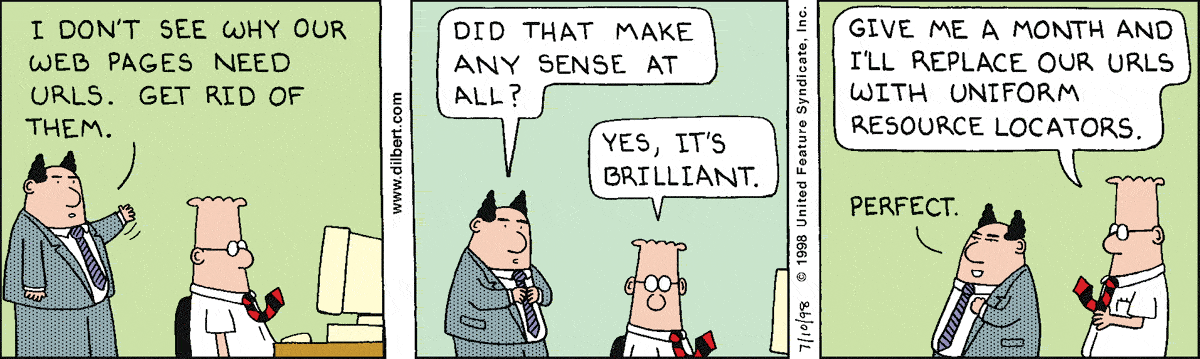 I DON'T SEE WHY OUR
WEB PAGES NEED
URLS. GET RID OF
THEM.
www.dilbert.com
DID THAT MAKE
ANY SENSE AT
ALL?
YES, IT'S
BRILLIANT.
7/10/98 © 1998 United Feature Syndicate, Inc.
GIVE ME A MONTH AND
I'LL REPLACE OUR URLS
WITH UNIFORM
RESOURCE LOCATORS.
PERFECT.